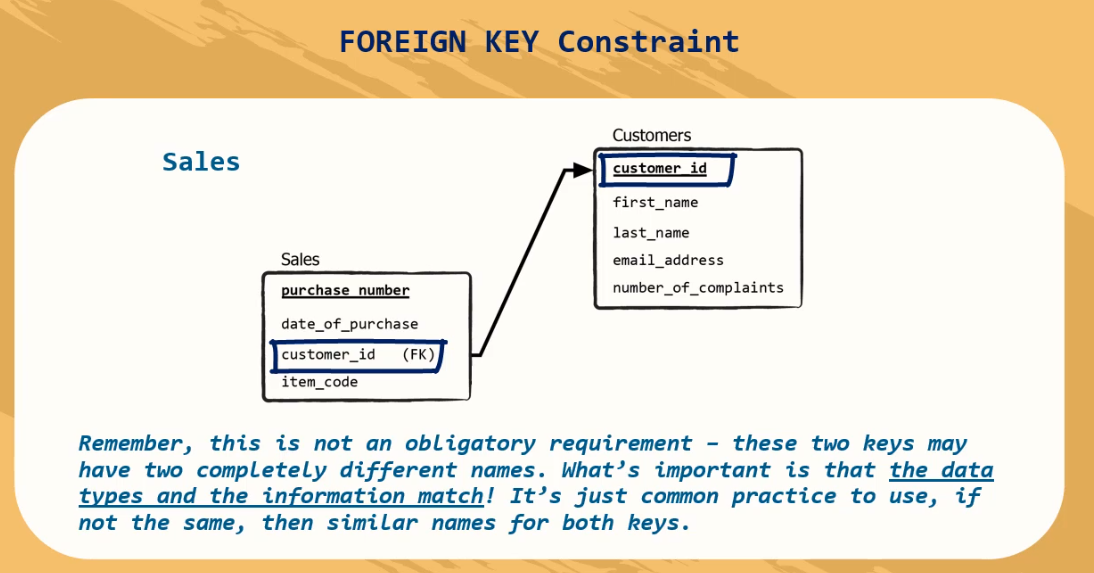 FOREIGN KEY Constraint
Sales
Customers
customer_id
first_name
last_name
email_address
number_of_complaints
Sales
purchase_number
date_of_purchase
customer_id (FK)
item_code
Remember, this is not an obligatory requirement – these two keys may
have two completely different names. What’s important is that the data
types and the information match! It’s just common practice to use, if
not the same, then similar names for both keys.